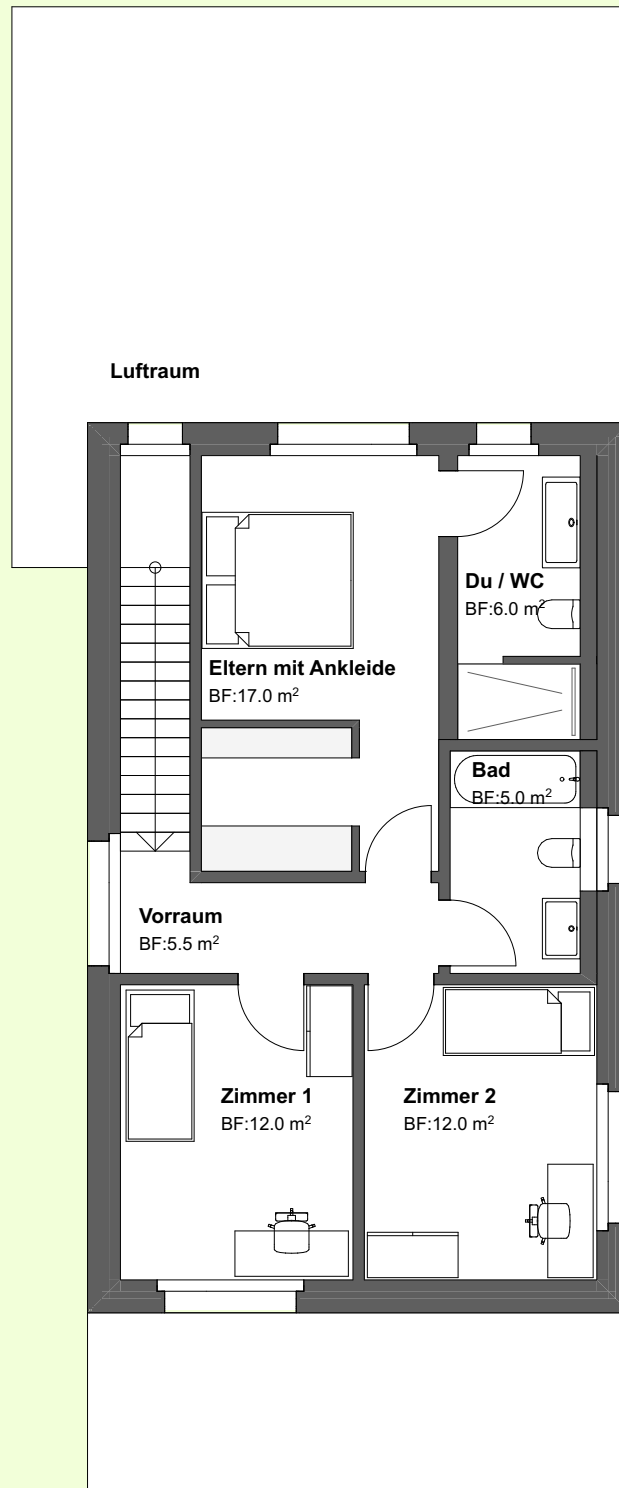 Luftraum
Du / WC
BF:6.0 m²
Eltern mit Ankleide
BF:17.0 m²
Bad
BF:5.0 m²
Vorraum
BF:5.5 m²
Zimmer 1
BF:12.0 m²
Zimmer 2
BF:12.0 m²